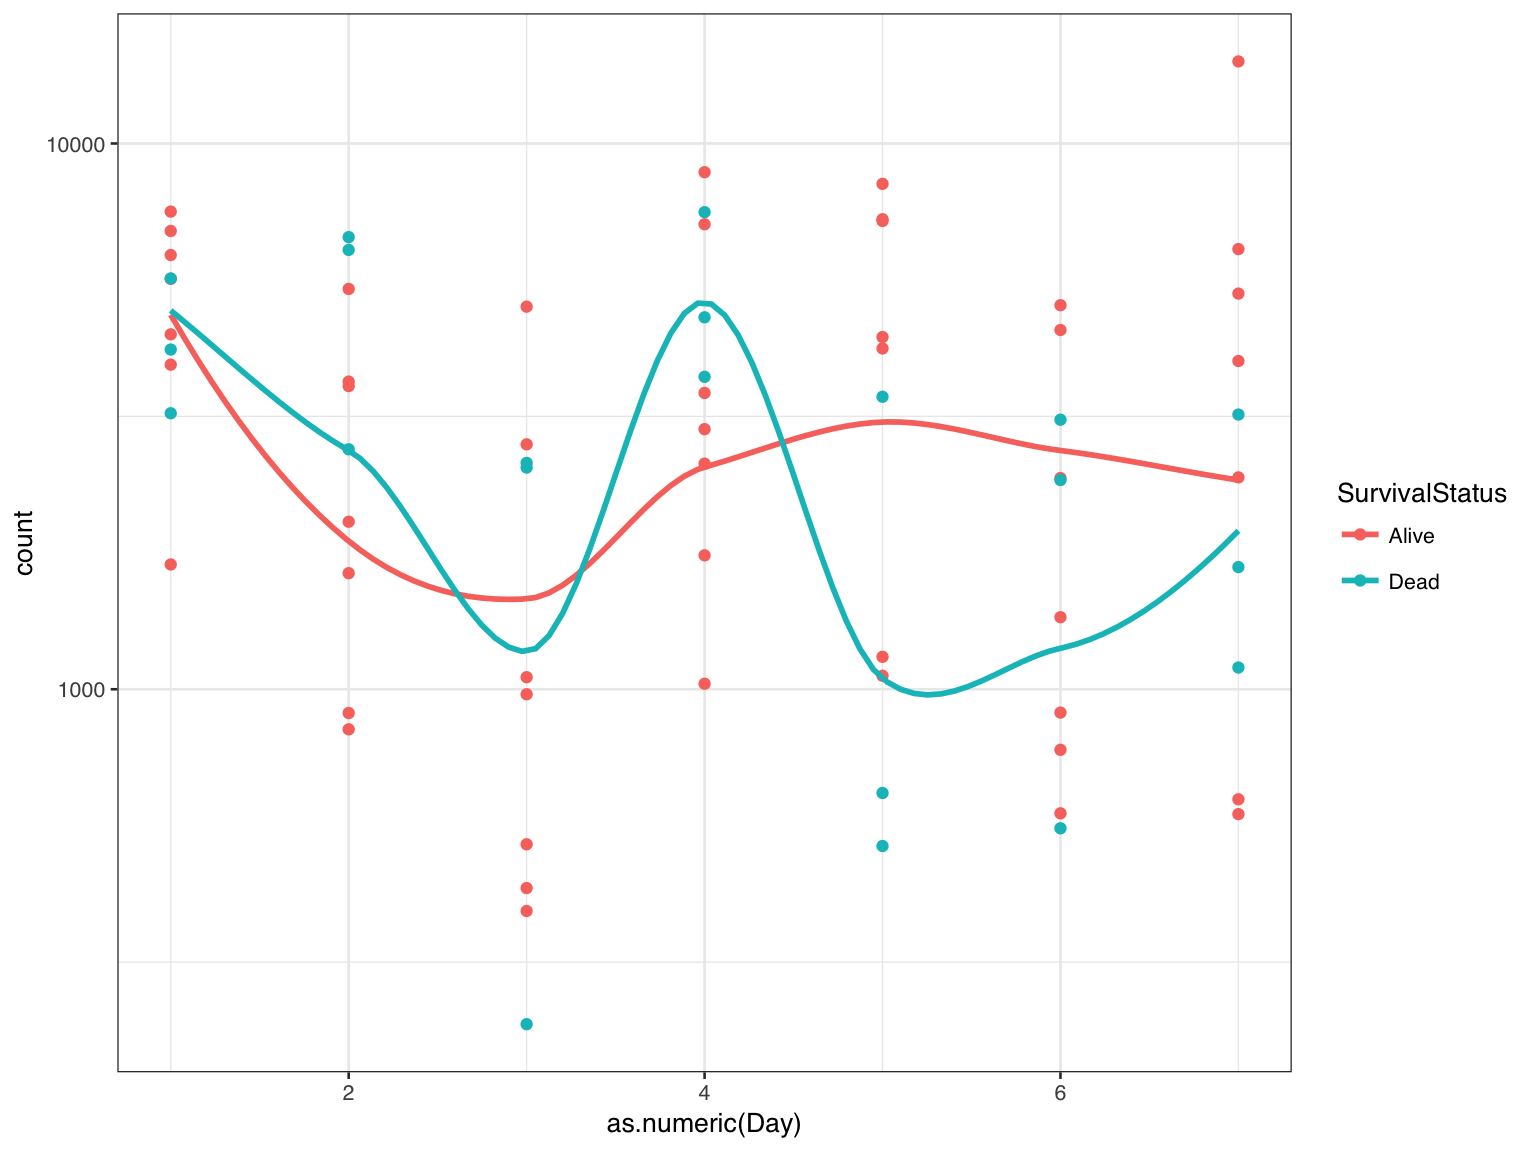 count
10000
1000
2
4
6
as.numeric(Day)
SurvivalStatus
Alive
Dead